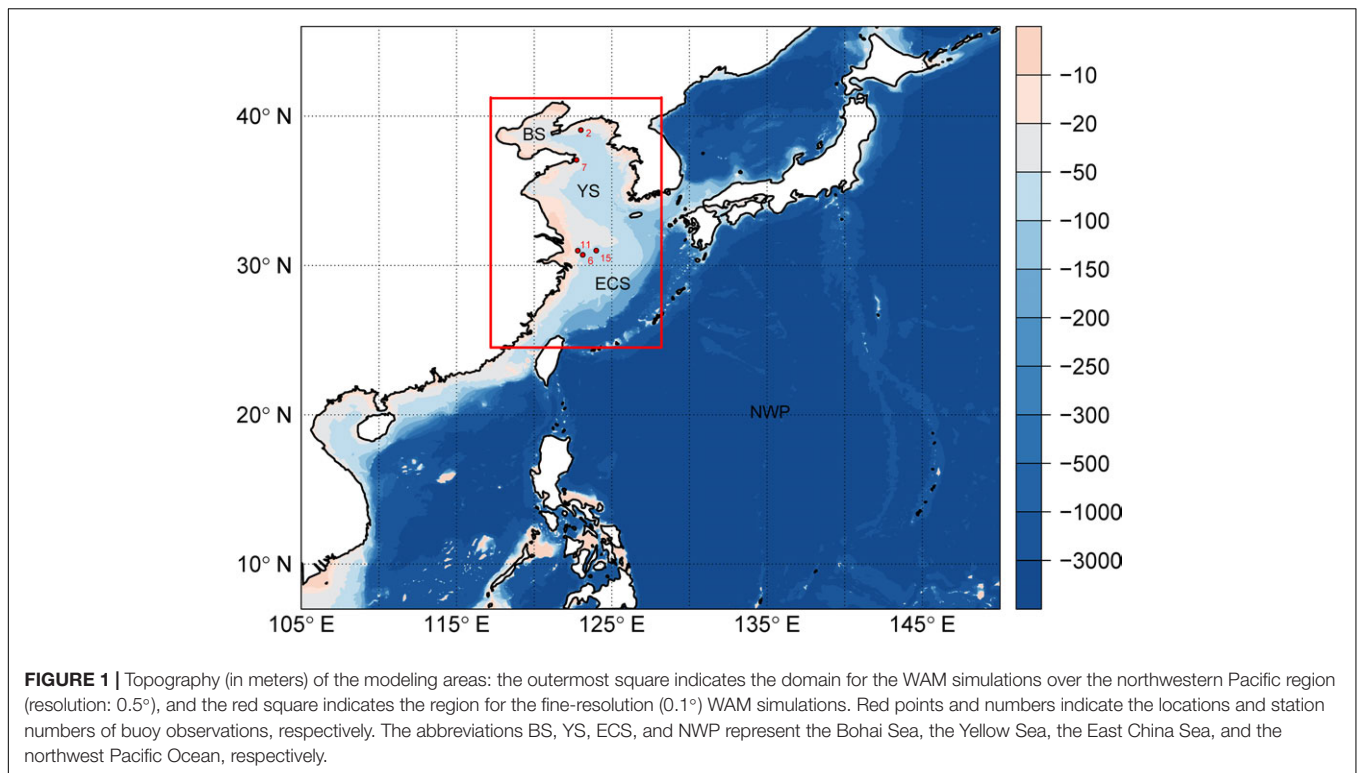 40° N
30° N
20° N
10° N
105° E 115° E 125° E 135° E 145° E
BS
2
7
YS
11
6
15
ECS
NWP
−10
−20
−50
−100
−150
−200
−250
−300
−500
−1000
−3000
FIGURE 1 | Topography (in meters) of the modeling areas: the outermost square indicates the domain for the WAM simulations over the northwestern Pacific region
(resolution: 0.5°), and the red square indicates the region for the fine-resolution (0.1°) WAM simulations. Red points and numbers indicate the locations and station
numbers of buoy observations, respectively. The abbreviations BS, YS, ECS, and NWP represent the Bohai Sea, the Yellow Sea, the East China Sea, and the
northwest Pacific Ocean, respectively.